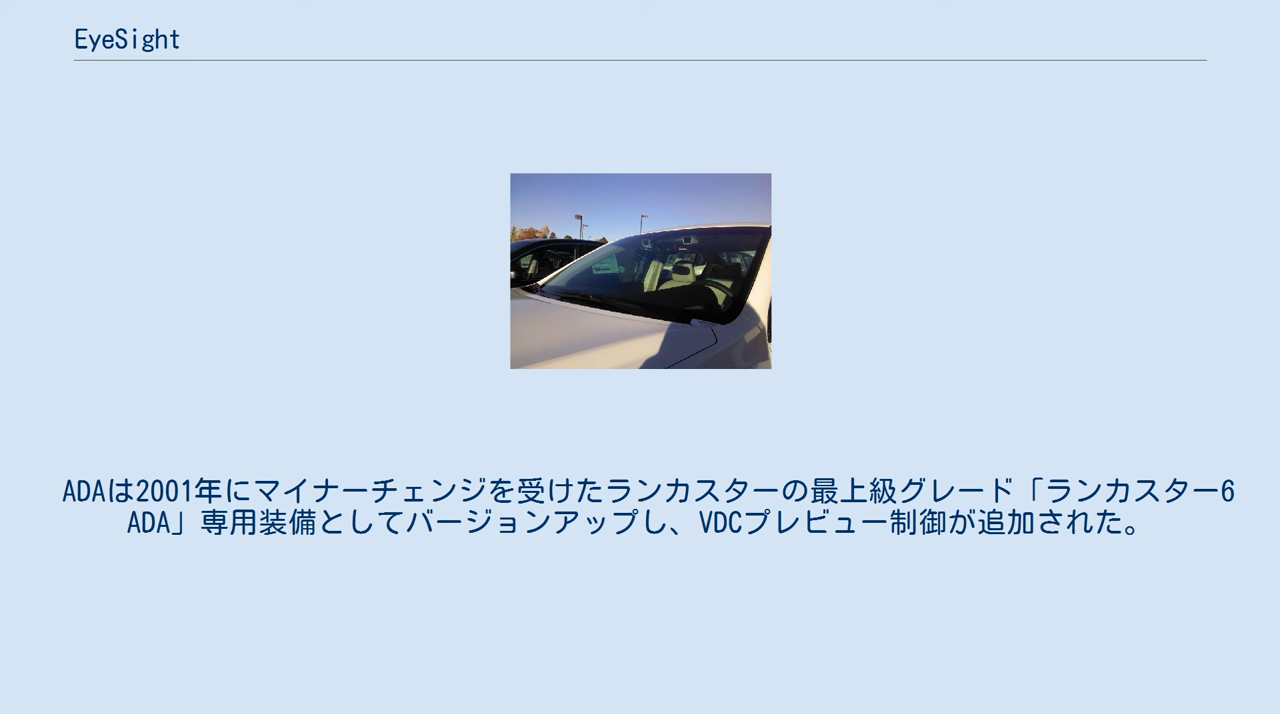 EyeSight
ADAは2001年にマイナーチェンジを受けたランカスターの最上級グレード「ランカスター6
ADA」専用装備としてバージョンアップし、VDCプレビュー制御が追加された。